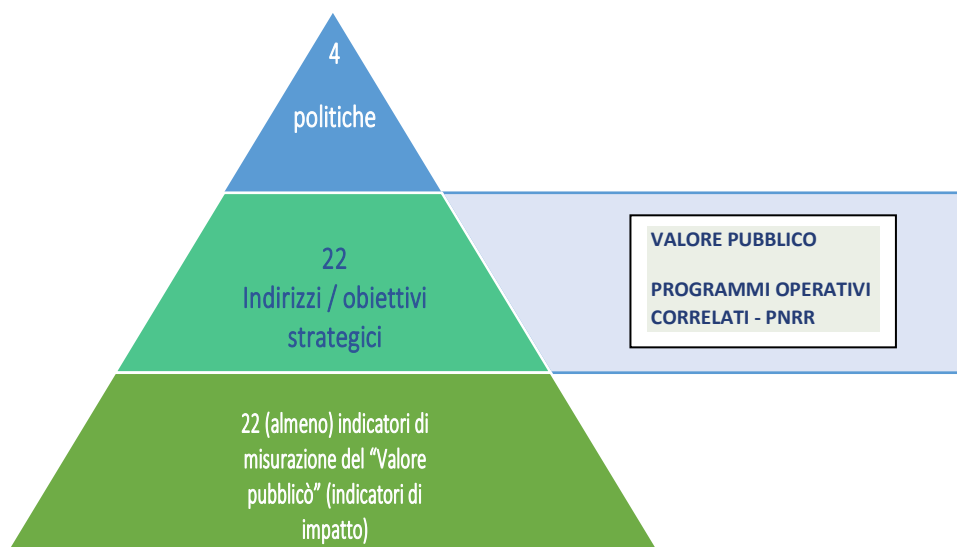 4
politiche
22
Indirizzi / obiettivi
strategici
VALORE PUBBLICO
PROGRAMMI OPERATIVI
CORRELATI - PNRR
22 (almeno) indicatori di
misurazione del “Valore
pubblicò” (indicatori di
impatto)